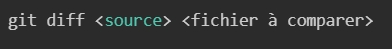 git diff <source> <fichier à comparer>